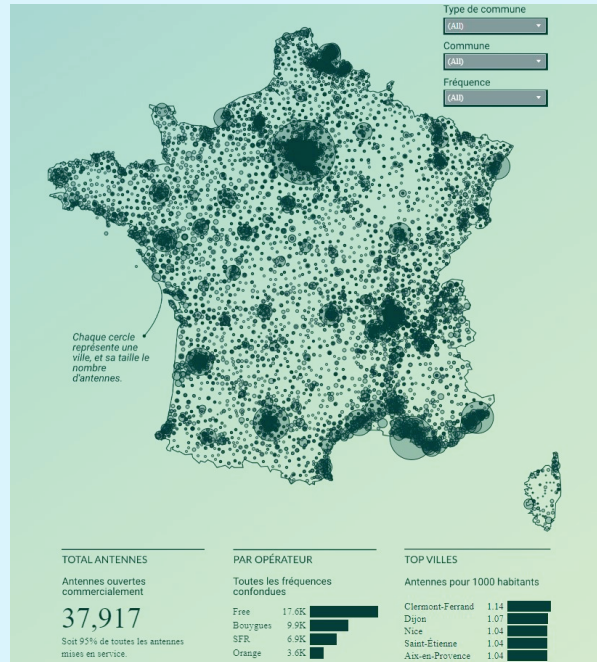 Type de commune
(All)
Commune
(All)
Fréquence
(All)
Chaque cercle
représente une
ville, et sa taille le
nombre
d'antennes.
TOTAL ANTENNES
Antennes ouvertes
commercialement
37,917
Soit 95% de toutes les antennes
mises en service.
PAR OPÉRATEUR
Toutes les fréquences
confondues
Free 17.6K
Bouygues 9.9K
SFR 6.9K
Orange 3.6K
TOP VILLES
Antennes pour 1000 habitants
Clermont-Ferrand 1.14
Dijon 1.07
Nice 1.04
Saint-Étienne 1.04
Aix-en-Provence 1.04